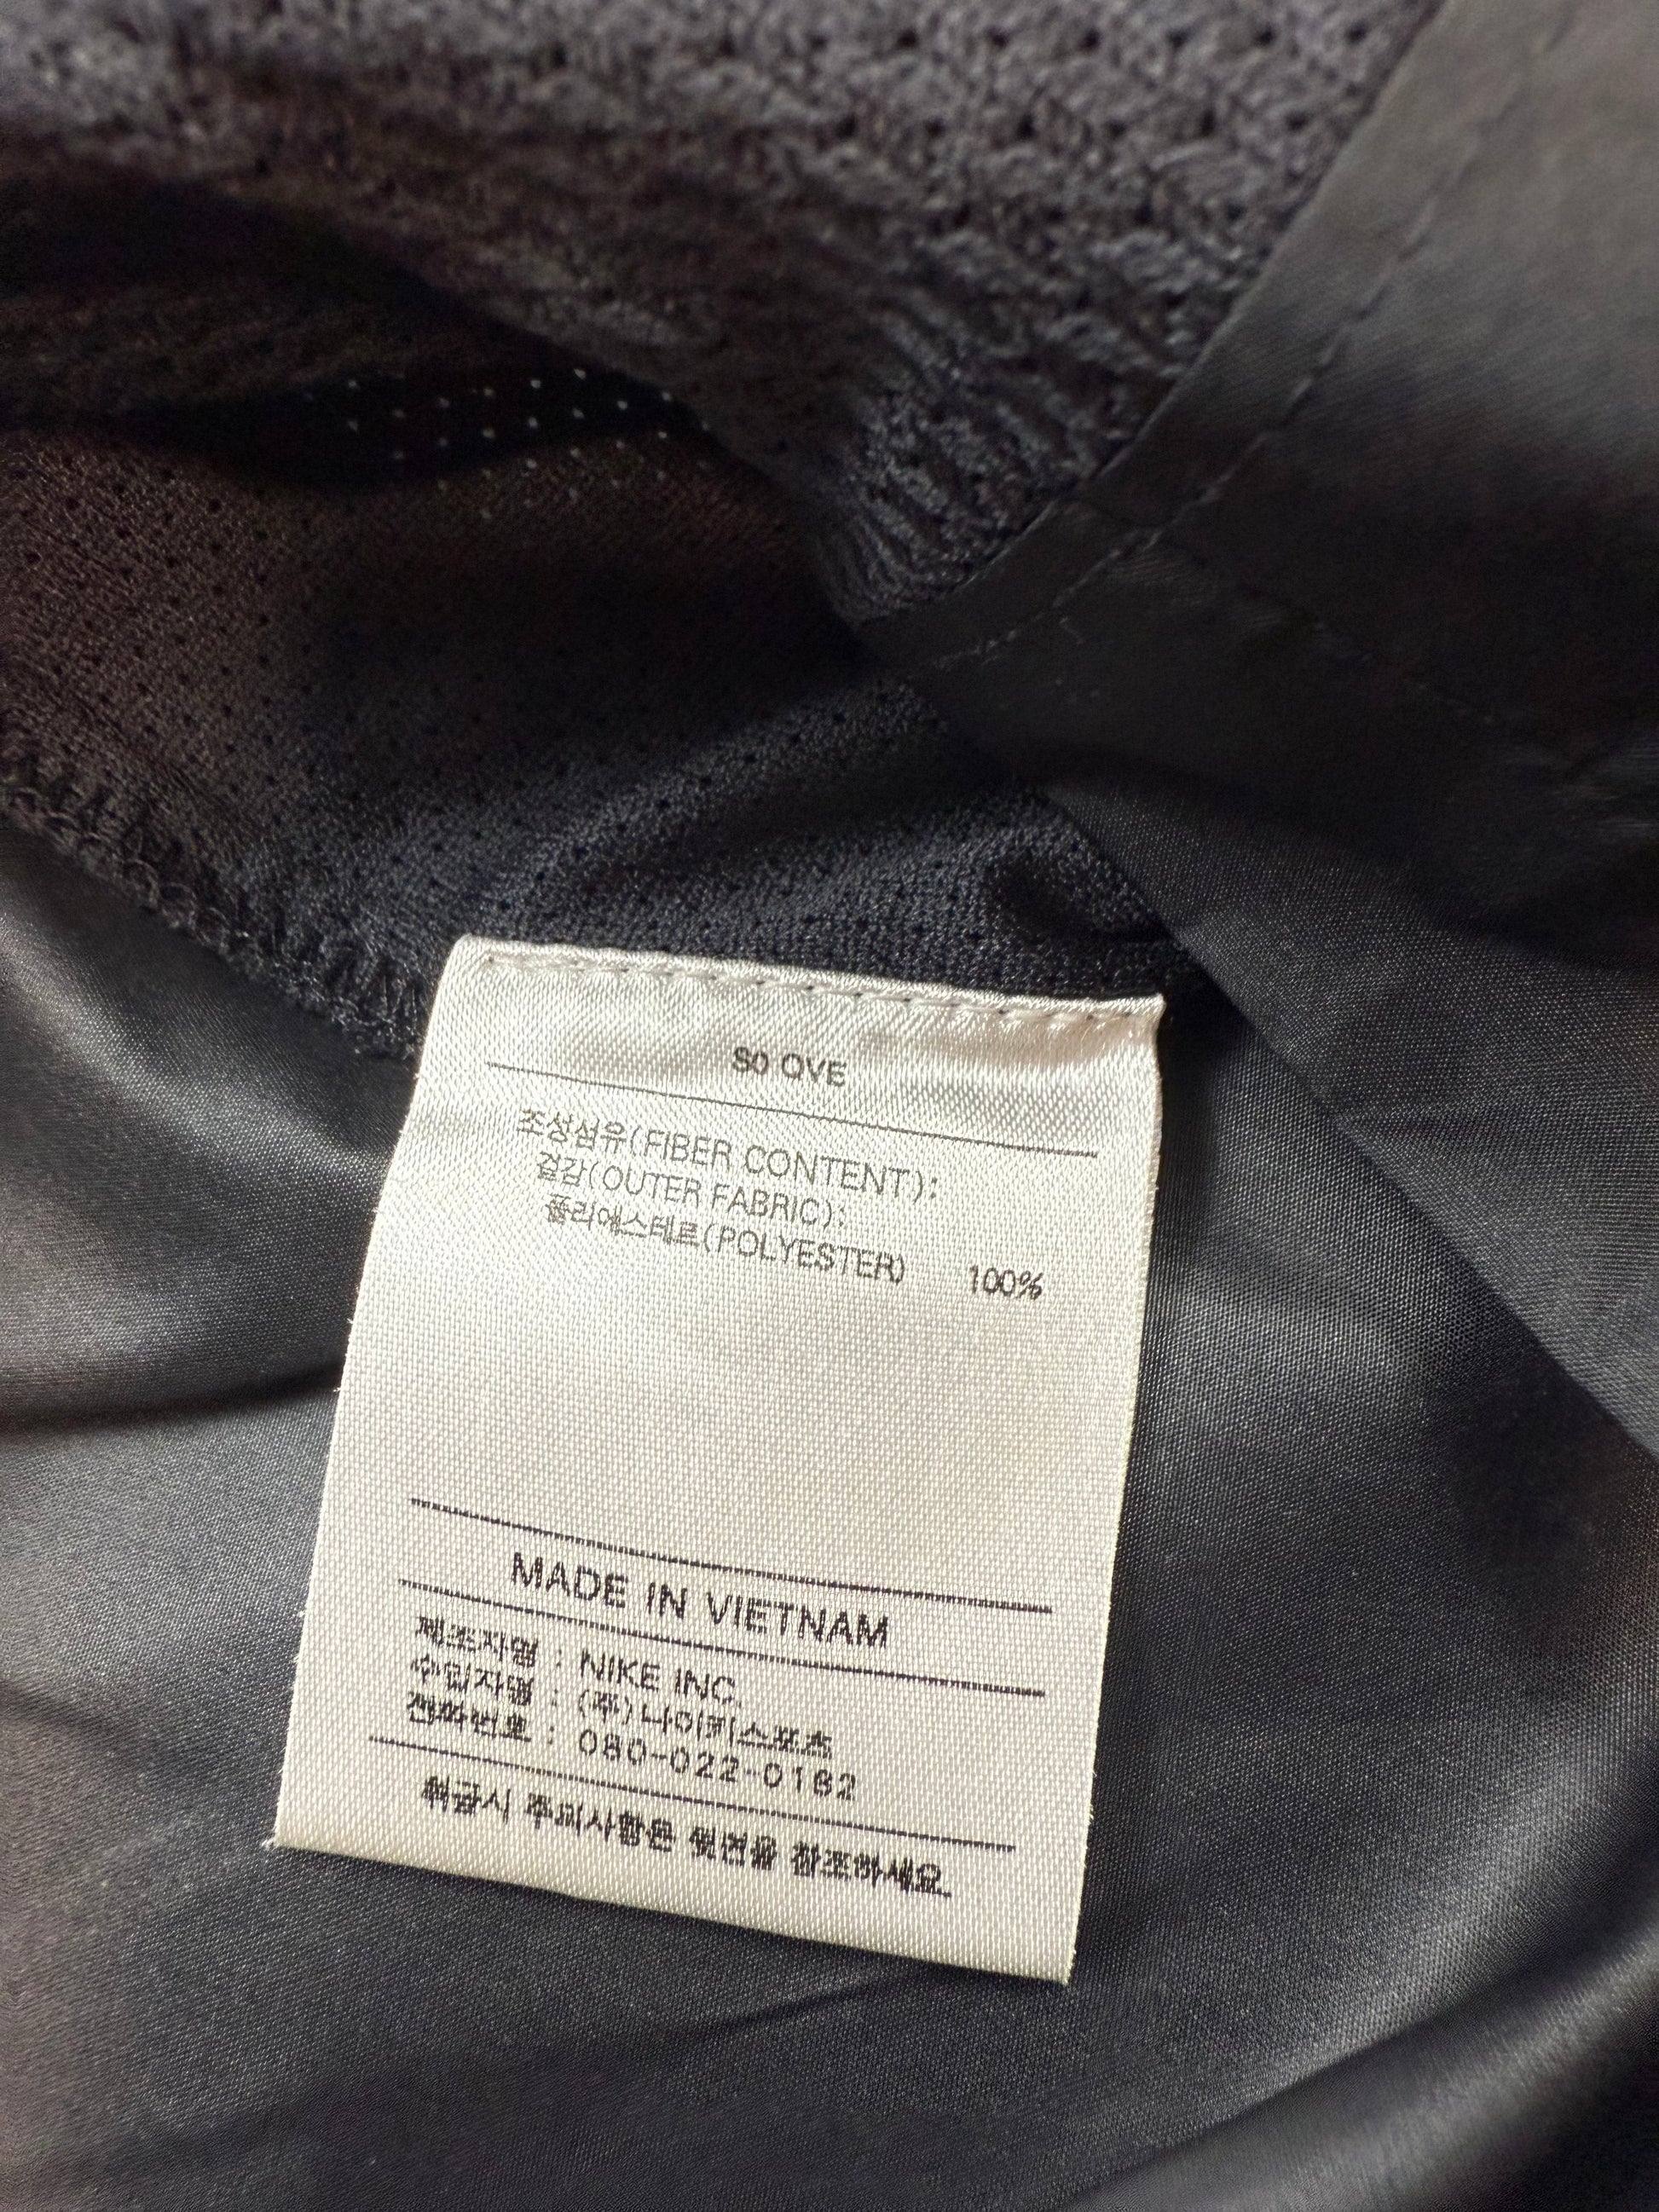 S0 OVE
조성섬유(FIBER CONTENT):
겉감(OUTER FABRIC):
폴리에스테르(POLYESTER) 100%
MADE IN VIETNAM
제조자명 : NIKE INC.
수입자명 : (주)나이키스포츠
전화번호 : 080-022-0182
취급시 주의사항은 뒷면을 참조하세요.